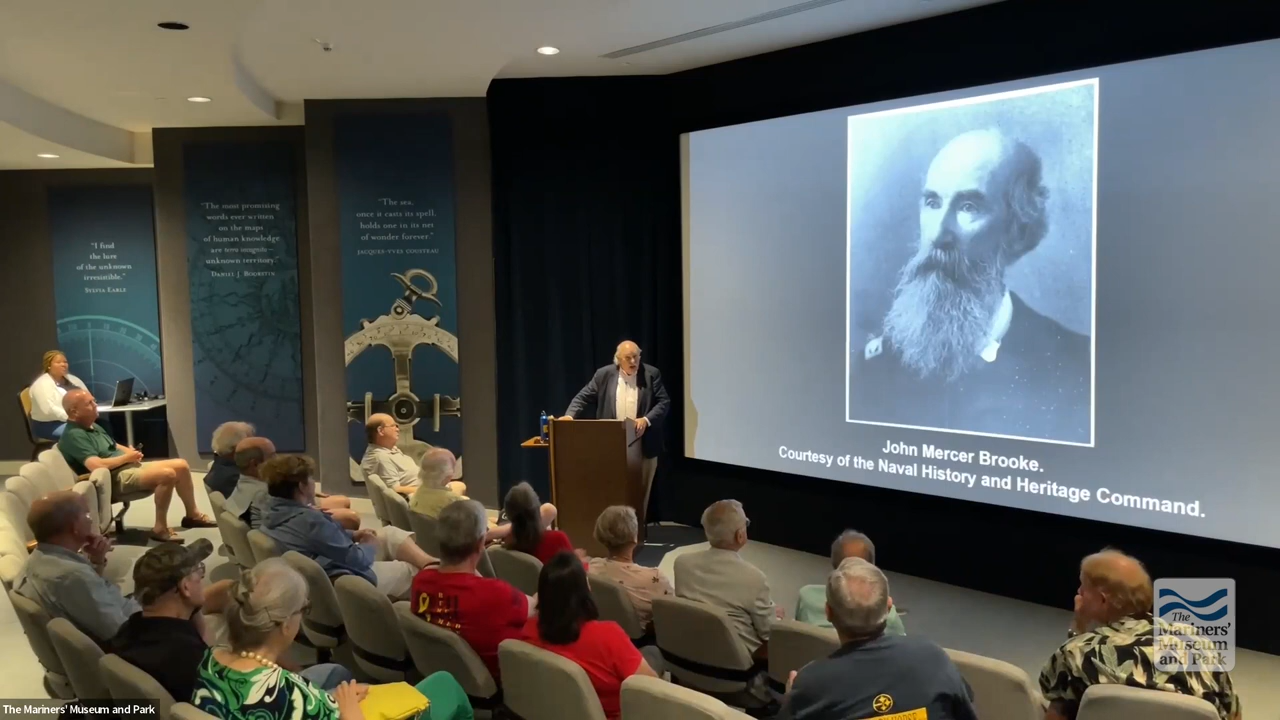 "I find
the lure
of the unknown
irresistible."
SYLVIA EARLE
"The most promising
words ever written
on the maps
of human knowledge
are terra incognita—
unknown territory."
DANIEL J. BOORSTIN
"The sea,
once it casts its spell,
holds one in its net
of wonder forever."
JACQUES-YVES COUSTEAU
John Mercer Brooke.
Courtesy of the Naval History and Heritage Command.
The
Mariners'
Museum
and Park
The Mariners' Museum and Park